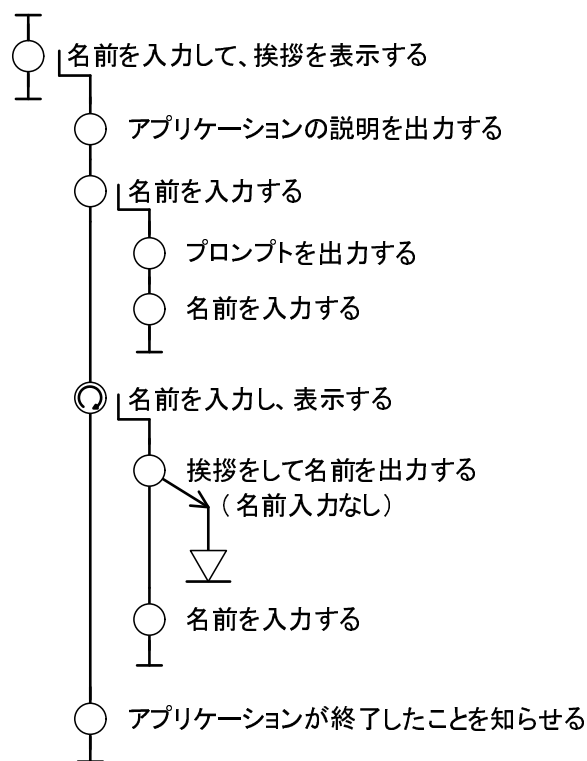 名前を入力して、挨拶を表示する
アプリケーションの説明を出力する
名前を入力する
プロンプトを出力する
名前を入力する
名前を入力し、表示する
挨拶をして名前を出力する
（名前入力なし）
名前を入力する
アプリケーションが終了したことを知らせる